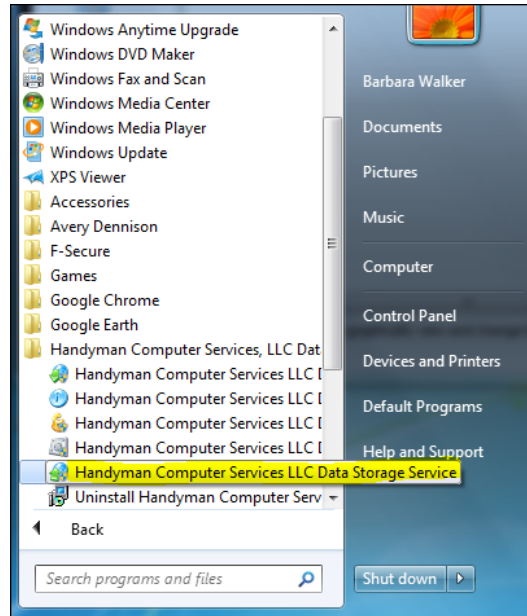 Windows Anytime Upgrade
Windows DVD Maker
Windows Fax and Scan
Windows Media Center
Windows Media Player
Windows Update
XPS Viewer
Accessories
Avery Dennison
F-Secure
Games
Google Chrome
Google Earth
Handyman Computer Services, LLC Dat
Handyman Computer Services LLC D
Handyman Computer Services LLC D
Handyman Computer Services LLC D
Handyman Computer Services LLC D
Handyman Computer Services LLC Data Storage Service
Uninstall Handyman Computer Serv
Back
Search programs and files
Barbara Walker
Documents
Pictures
Music
Computer
Control Panel
Devices and Printers
Default Programs
Help and Support
Shut down